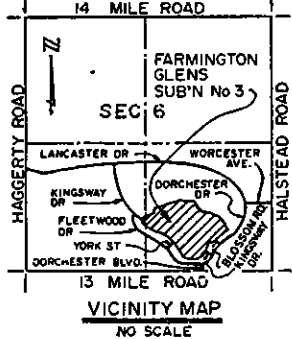 14 MILE ROAD
HAGGERTY ROAD
N
FARMINGTON
GLENS
SUB'N No 3
SEC 6
HALSTEAD ROAD
LANCASTER DR
WORCESTER
AVE.
KINGSWAY
DR
DORCHESTER
DR
FLEETWOOD
DR
YORK ST
DORCHESTER BLVD.
BLOSSOM RD.
KINGSWAY
DR.
13 MILE ROAD
VICINITY MAP
NO SCALE